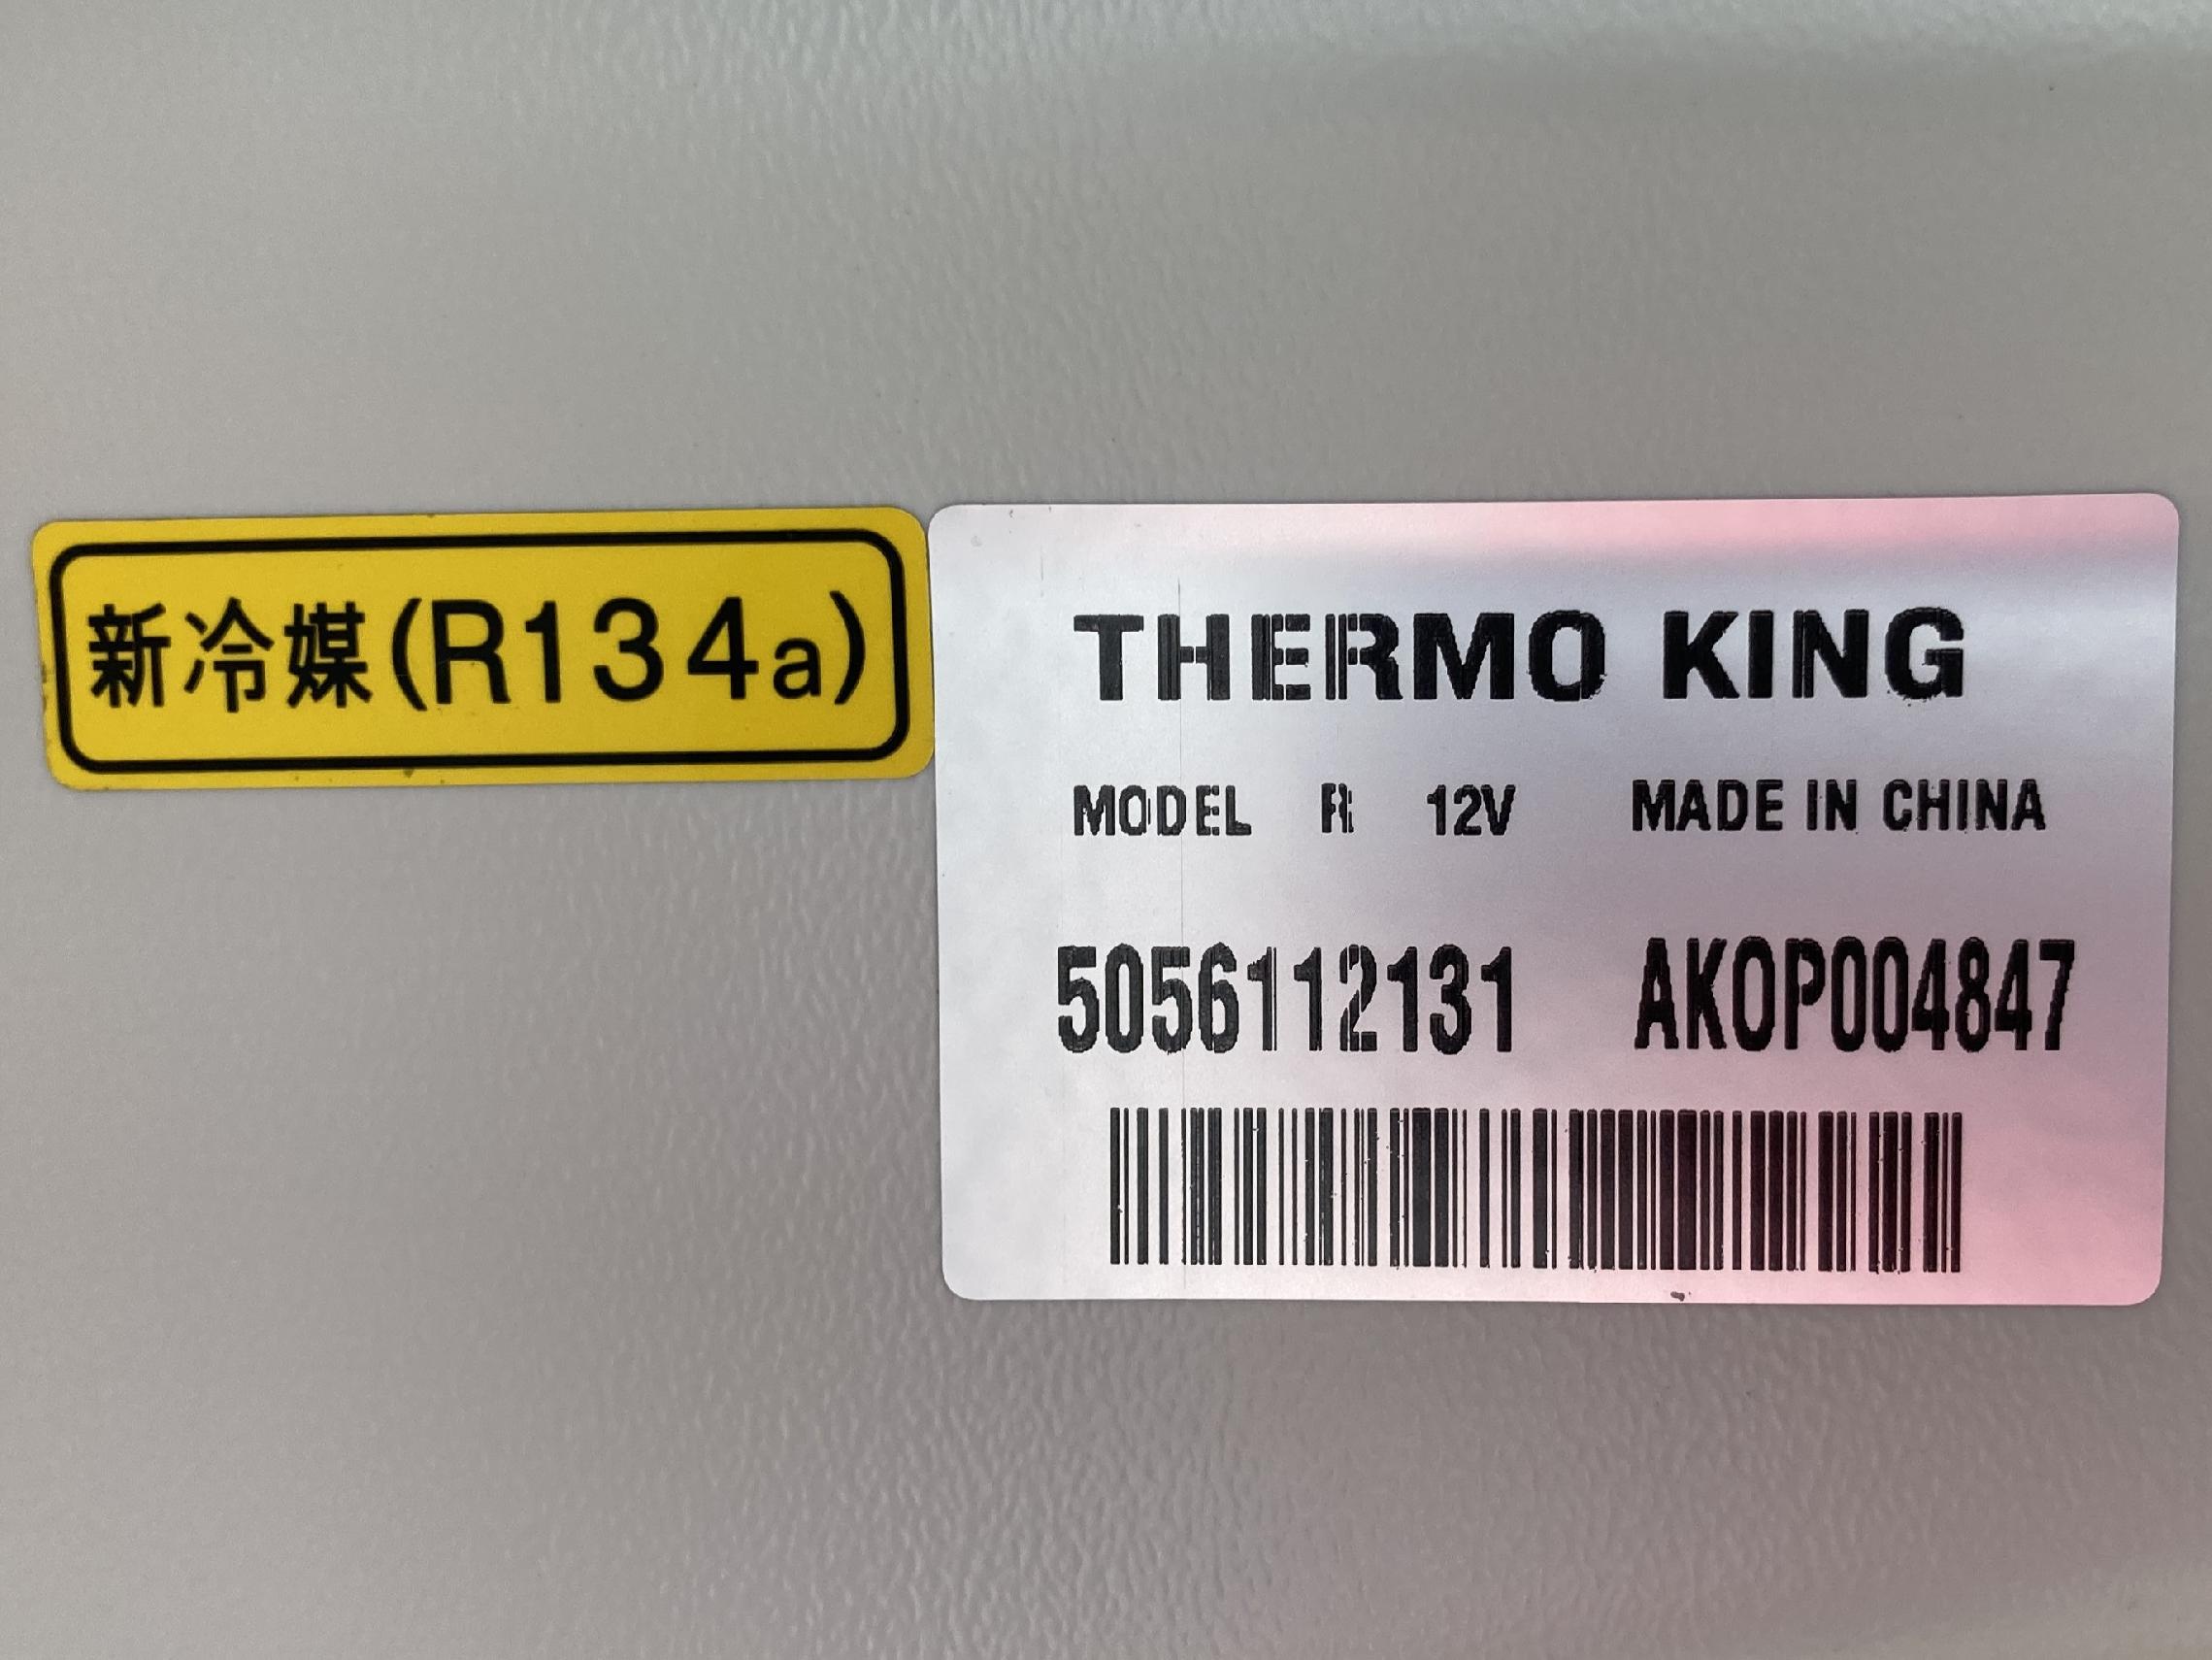 新冷媒(R134a)
THERMO KING
MODEL R 12V MADE IN CHINA
5056112131 AKOP004847